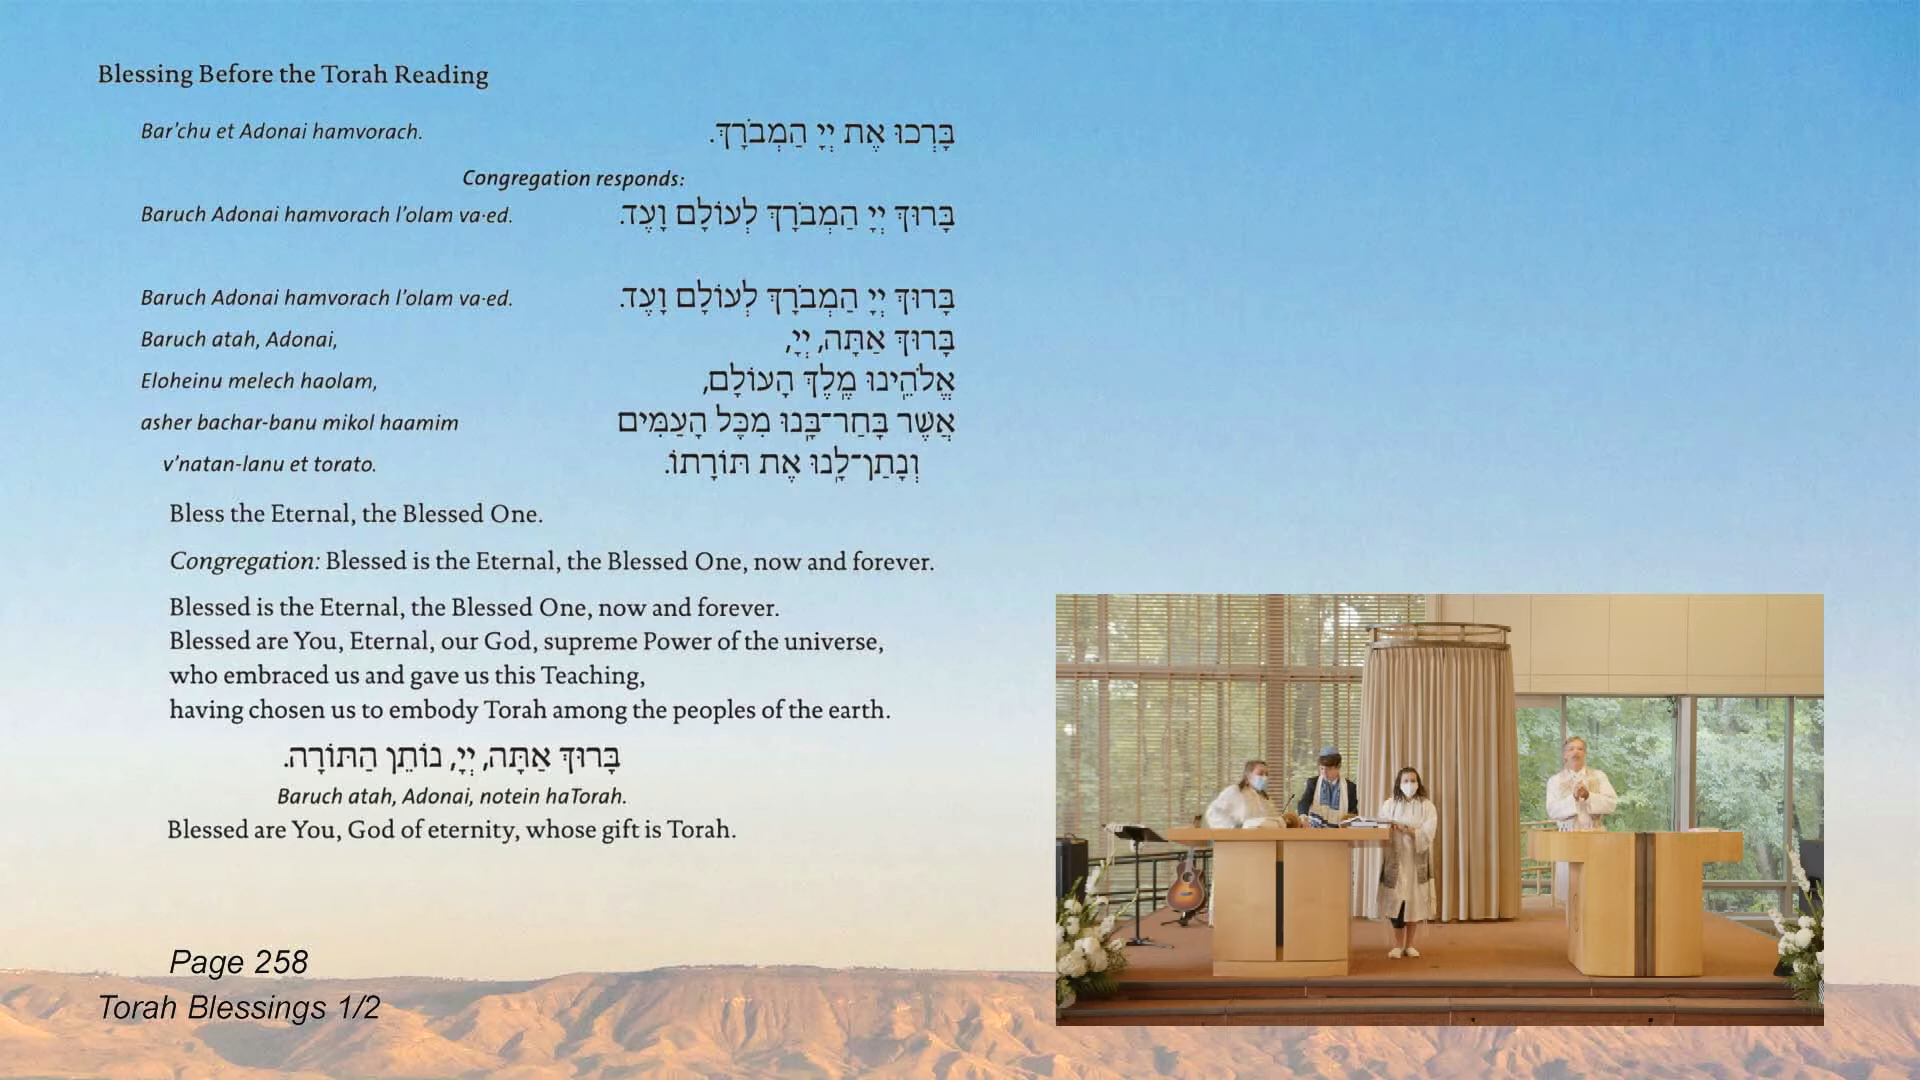 Blessing Before the Torah Reading
Bar’chu et Adonai hamvorach.
בָּרְכוּ אֶת יְיָ הַמְבֹרָךְ.
Congregation responds:
Baruch Adonai hamvorach l’olam va·ed.
בָּרוּךְ יְיָ הַמְבֹרָךְ לְעוֹלָם וָעֶד.
Baruch Adonai hamvorach l’olam va·ed.
בָּרוּךְ יְיָ הַמְבֹרָךְ לְעוֹלָם וָעֶד.
Baruch atah, Adonai,
בָּרוּךְ אַתָּה, יְיָ,
Eloheinu melech haolam,
אֱלֹהֵֽינוּ מֶֽלֶךְ הָעוֹלָם,
asher bachar-banu mikol haamim
אֲשֶׁר בָּחַר־בָּֽנוּ מִכׇּל הָעַמִּים
v’natan-lanu et torato.
וְנָתַן־לָֽנוּ אֶת תּוֹרָתוֹ.
Bless the Eternal, the Blessed One.
Congregation: Blessed is the Eternal, the Blessed One, now and forever.
Blessed is the Eternal, the Blessed One, now and forever.
Blessed are You, Eternal, our God, supreme Power of the universe,
who embraced us and gave us this Teaching,
having chosen us to embody Torah among the peoples of the earth.
בָּרוּךְ אַתָּה, יְיָ, נוֹתֵן הַתּוֹרָה.
Baruch atah, Adonai, notein haTorah.
Blessed are You, God of eternity, whose gift is Torah.
Page 258
Torah Blessings 1/2